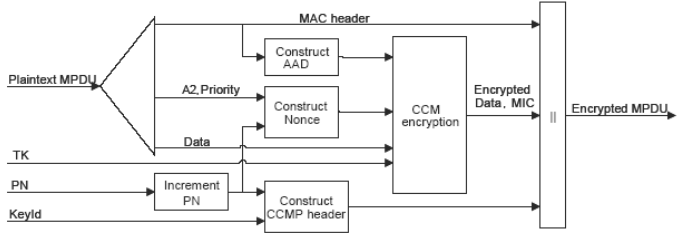 MAC header
Construct
AAD
Plaintext MPDU
A2, Priority
Construct
Nonce
CCM
encryption
Encrypted
Data, MIC
||
Encrypted MPDU
Data
TK
PN
Increment
PN
Construct
CCMP header
KeyId